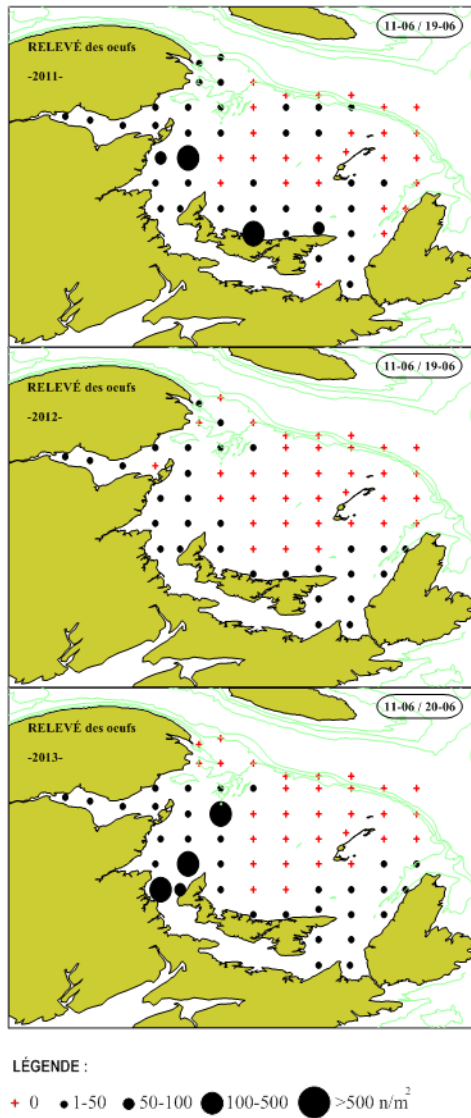 11-06 / 19-06
RELEVÉ des oeufs
-2011-
11-06 / 19-06
RELEVÉ des oeufs
-2012-
11-06 / 20-06
RELEVÉ des oeufs
-2013-
LÉGENDE :
+ 0 ● 1-50 ● 50-100 ● 100-500 ● >500 n/m²